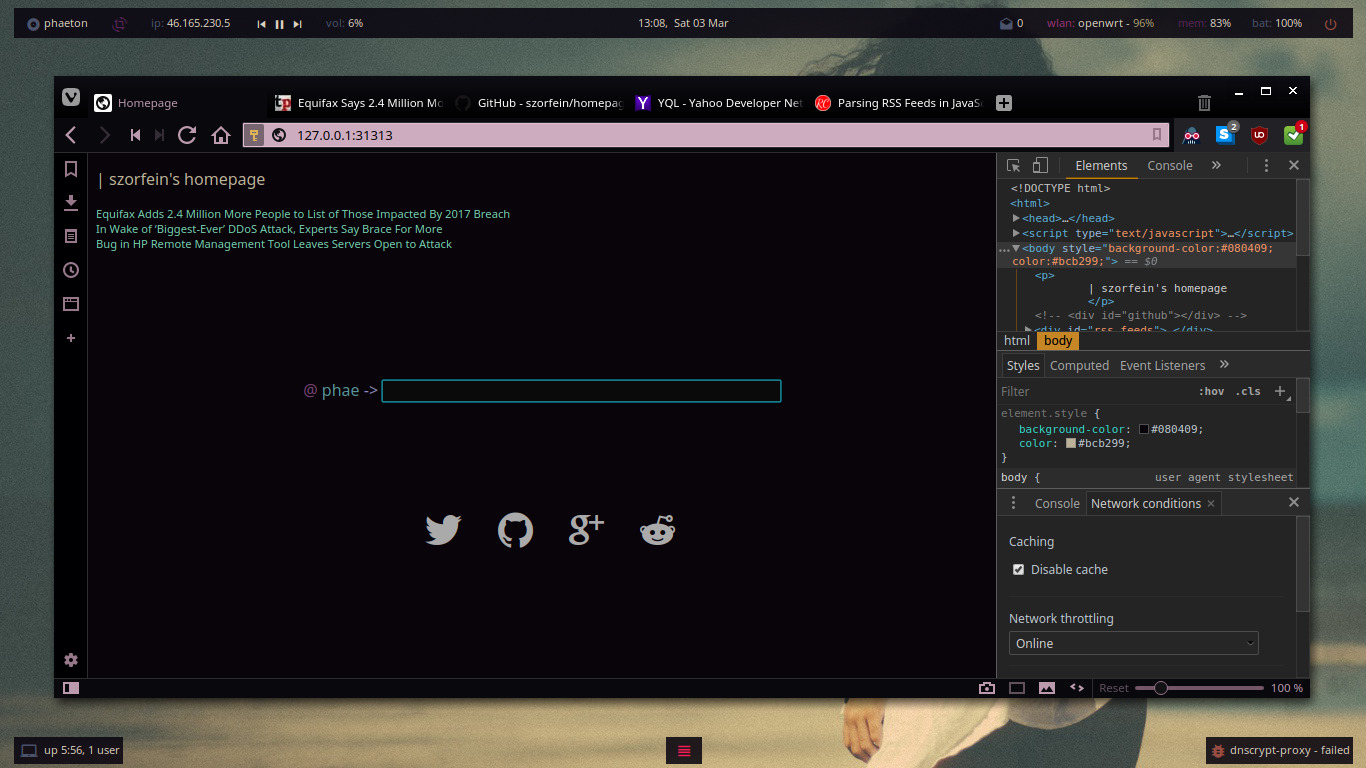 phaeton
ip: 46.165.230.5
vol: 6%
13:08, Sat 03 Mar
0
wlan: openwrt - 96%
mem: 83%
bat: 100%
Homepage
tp
Equifax Says 2.4 Million Mo
GitHub - szorfein/homepag
YQL - Yahoo Developer Net
Parsing RSS Feeds in JavaSc
127.0.0.1:31313
2
1
| szorfein's homepage
Equifax Adds 2.4 Million More People to List of Those Impacted By 2017 Breach
In Wake of ‘Biggest-Ever’ DDoS Attack, Experts Say Brace For More
Bug in HP Remote Management Tool Leaves Servers Open to Attack
@ phae ->
g+
Elements
Console
<!DOCTYPE html>
<html>
<head>…</head>
<script type="text/javascript">…</script>
<body style="background-color:#080409;
color:#bcb299;"> == $0
<p>
| szorfein's homepage
</p>
<!-- <div id="github"></div> -->
<div id="rss_feeds">…</div>
html
body
Styles
Computed
Event Listeners
Filter
:hov
.cls
element.style {
background-color: #080409;
color: #bcb299;
}
body {
user agent stylesheet
Console
Network conditions
Caching
Disable cache
Network throttling
Online
Reset
100 %
up 5:56, 1 user
dnscrypt-proxy - failed